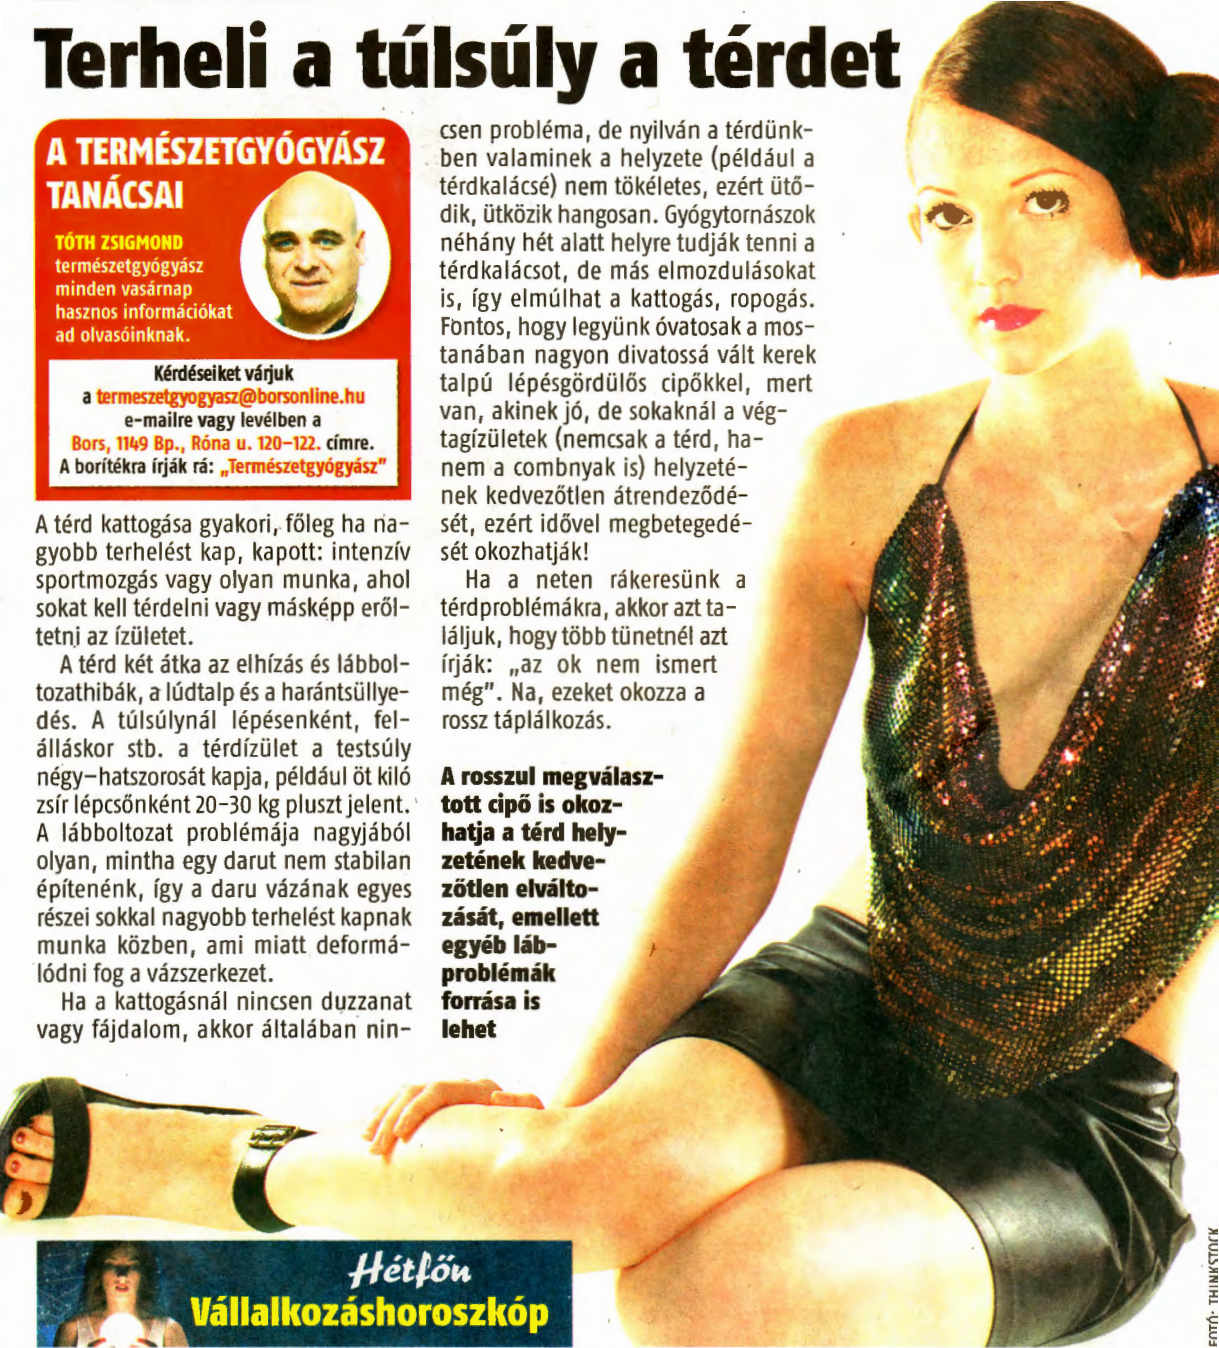 Terheli a túlsúly a térdet
A TERMÉSZETGYÓGYÁSZ
TANÁCSAI
TÓTH ZSIGMOND
természetgyógyász
minden vasárnap
hasznos információkat
ad olvasóinknak.
Kérdéseiket várjuk
a termeszetgyogyasz@borsonline.hu
e-mailre vagy levélben a
Bors, 1149 Bp., Róna u. 120–122. címre.
A borítékra írják rá: „Természetgyógyász”
A térd kattogása gyakori, főleg ha na-
gyobb terhelést kap, kapott: intenzív
sportmozgás vagy olyan munka, ahol
sokat kell térdelni vagy másképp eről-
tetni az ízületet.
A térd két átka az elhízás és lábbol-
tozathibák, a lúdtalp és a harántsüllye-
dés. A túlsúlynál lépésenként, fel-
álláskor stb. a térdízület a testsúly
négy–hatszorosát kapja, például öt kiló
zsír lépcsőnként 20–30 kg pluszt jelent.
A lábboltozat problémája nagyjából
olyan, mintha egy darut nem stabilan
építenénk, így a daru vázának egyes
részei sokkal nagyobb terhelést kapnak
munka közben, ami miatt deformá-
lódni fog a vázszerkezet.
Ha a kattogásnál nincsen duzzanat
vagy fájdalom, akkor általában nin-
csen probléma, de nyilván a térdünk-
ben valaminek a helyzete (például a
térdkalácsé) nem tökéletes, ezért ütő-
dik, ütközik hangosan. Gyógytornászok
néhány hét alatt helyre tudják tenni a
térdkalácsot, de más elmozdulásokat
is, így elmúlhat a kattogás, ropogás.
Fontos, hogy legyünk óvatosak a mos-
tanában nagyon divatossá vált kerek
talpú lépésgördülős cipőkkel, mert
van, akinek jó, de sokaknál a vég-
tagízületek (nemcsak a térd, ha-
nem a combnyak is) helyzeté-
nek kedvezőtlen átrendeződé-
sét, ezért idővel megbetegedé-
sét okozhatják!
Ha a neten rákeresünk a
térdproblémákra, akkor azt ta-
láljuk, hogy több tünetnél azt
írják: „az ok nem ismert
még”. Na, ezeket okozza a
rossz táplálkozás.
A rosszul megválasz-
tott cipő is okoz-
hatja a térd hely-
zetének kedve-
zőtlen elválto-
zását, emellett
egyéb láb-
problémák
forrása is
lehet
Hétfőn
Vállalkozáshoroszkóp
FOTÓ: THINKSTOCK